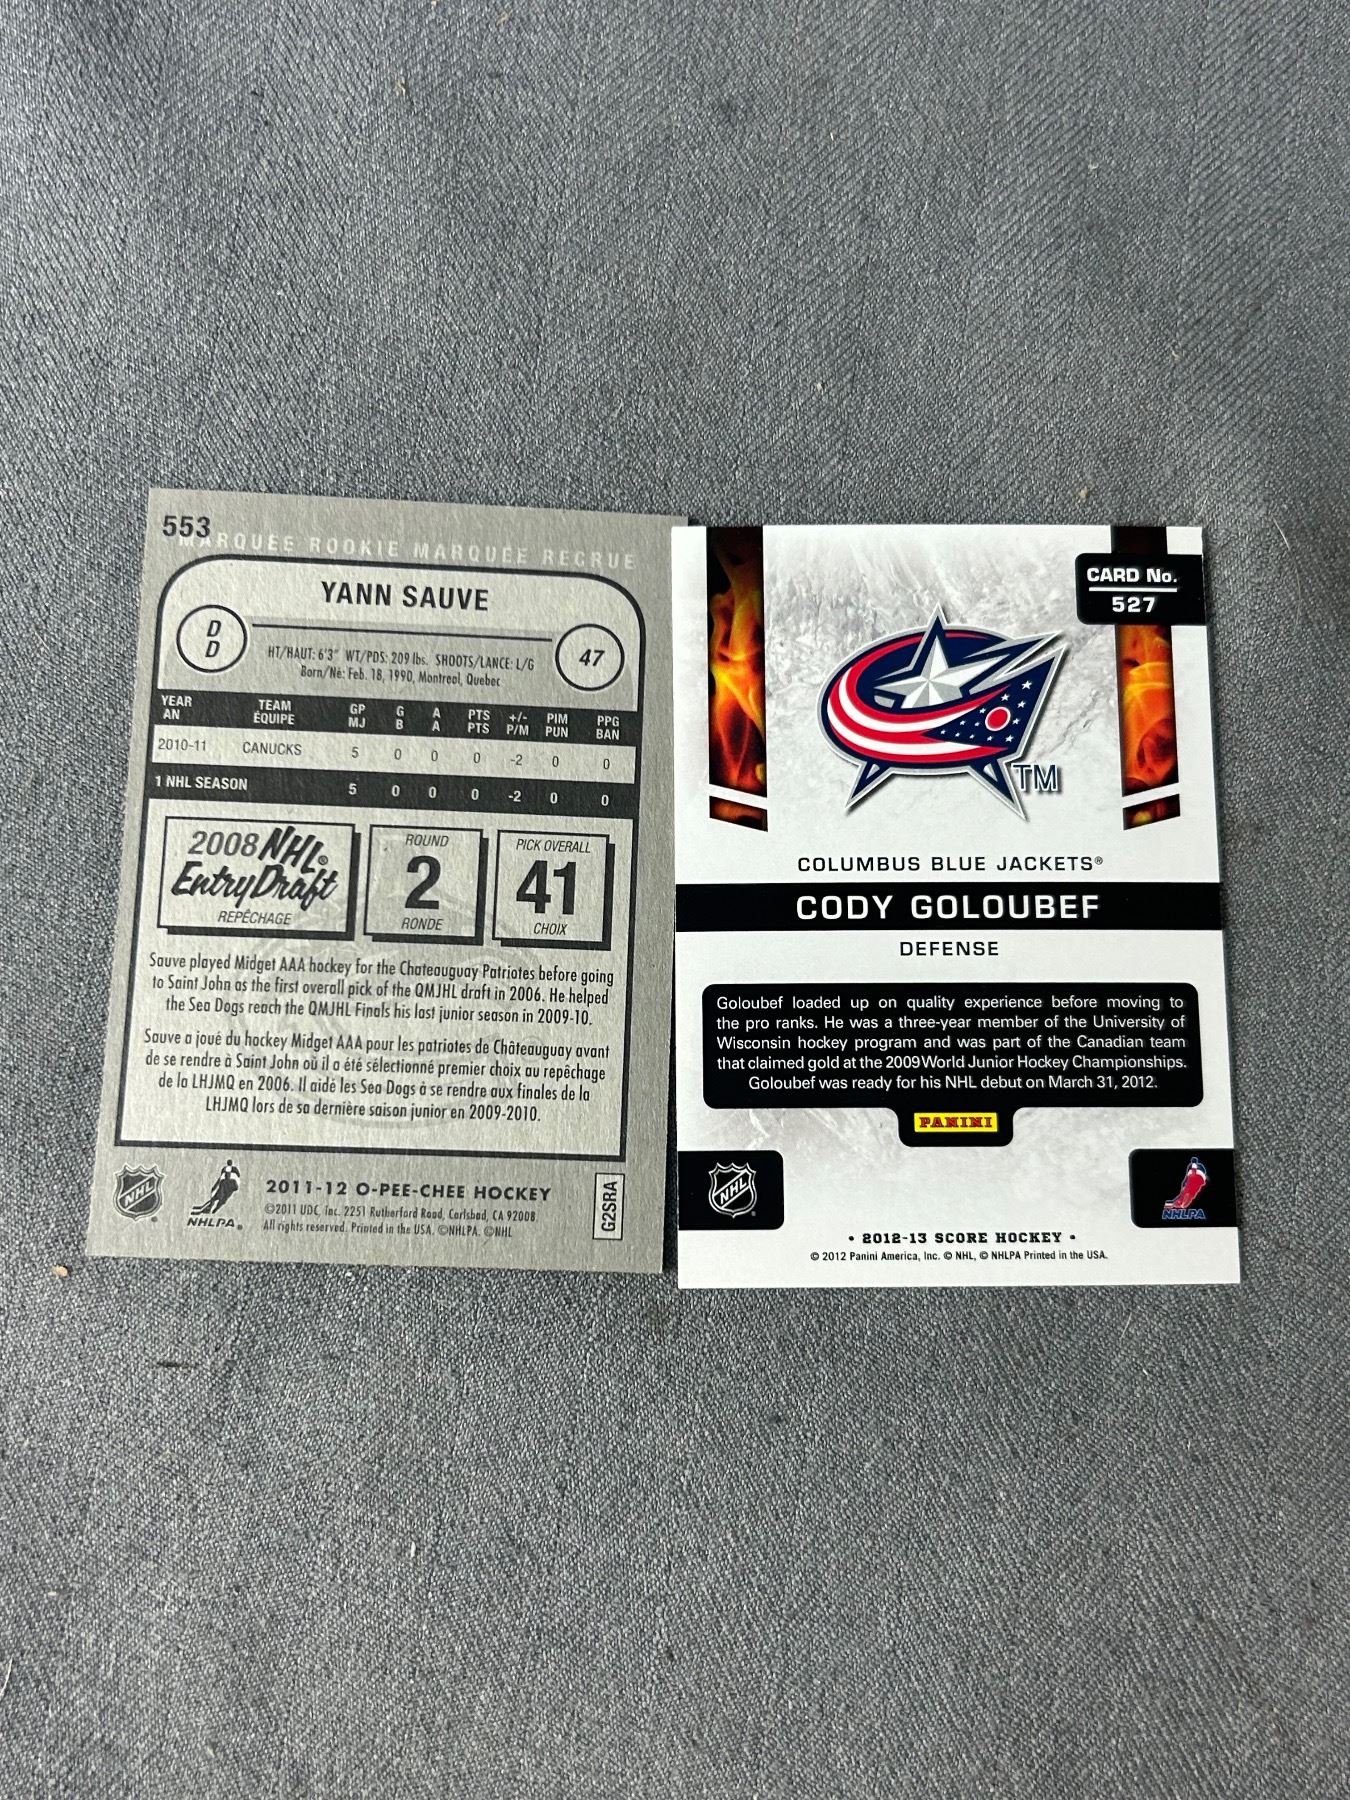 553
MARQUEE ROOKIE MARQUEE RECRUE
YANN SAUVE
D
D
HT/HAUT: 6'3" WT/PDS: 209 lbs. SHOOTS/LANCE: L/G
Born/Né: Feb. 18, 1990, Montreal, Quebec
47
YEAR TEAM GP G A PTS +/- PIM PPG
AN ÉQUIPE MJ B A PTS P/M PUN BAN
2010-11 CANUCKS 5 0 0 0 -2 0 0
1 NHL SEASON 5 0 0 0 -2 0 0
2008 NHL®
Entry Draft
REPÊCHAGE
ROUND
2
RONDE
PICK OVERALL
41
CHOIX
Sauve played Midget AAA hockey for the Chateauguay Patriotes before going
to Saint John as the first overall pick of the QMJHL draft in 2006. He helped
the Sea Dogs reach the QMJHL Finals his last junior season in 2009-10.
Sauve a joué du hockey Midget AAA pour les patriotes de Châteauguay avant
de se rendre à Saint John où il a été sélectionné premier choix au repêchage
de la LHJMQ en 2006. Il aidé les Sea Dogs à se rendre aux finales de la
LHJMQ lors de sa dernière saison junior en 2009-2010.
NHL
NHLPA®
2011-12 O-PEE-CHEE HOCKEY
©2011 UDC, Inc. 2251 Rutherford Road, Carlsbad, CA 92008
All rights reserved. Printed in the USA. ©NHLPA. ©NHL
G2SRA
CARD No.
527
TM
COLUMBUS BLUE JACKETS®
CODY GOLOUBEF
DEFENSE
Goloubef loaded up on quality experience before moving to
the pro ranks. He was a three-year member of the University of
Wisconsin hockey program and was part of the Canadian team
that claimed gold at the 2009 World Junior Hockey Championships.
Goloubef was ready for his NHL debut on March 31, 2012.
PANINI
NHL
NHLPA
• 2012-13 SCORE HOCKEY •
© 2012 Panini America, Inc. © NHL, © NHLPA Printed in the USA.